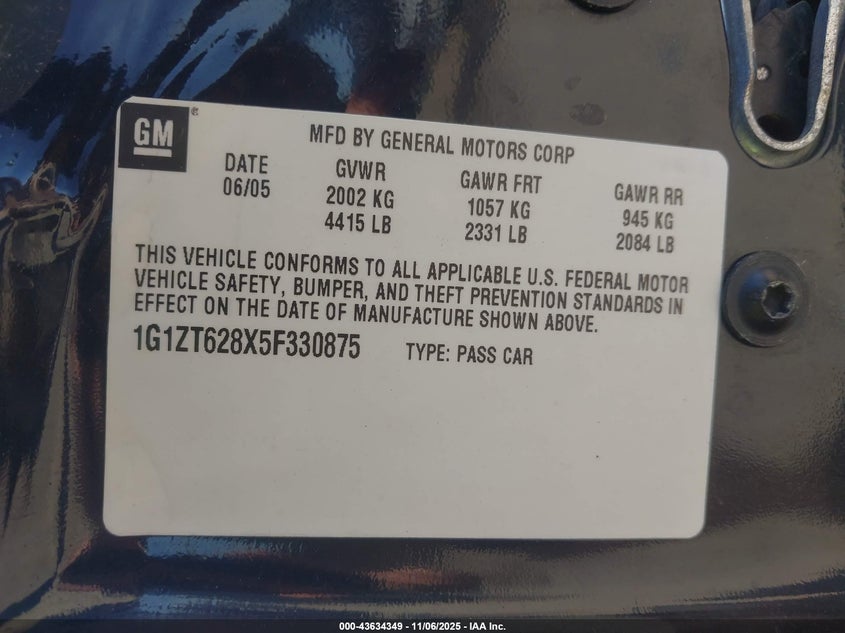 GM®
MFD BY GENERAL MOTORS CORP
DATE GVWR GAWR FRT GAWR RR
06/05 2002 KG 1057 KG 945 KG
4415 LB 2331 LB 2084 LB
THIS VEHICLE CONFORMS TO ALL APPLICABLE U.S. FEDERAL MOTOR
VEHICLE SAFETY, BUMPER, AND THEFT PREVENTION STANDARDS IN
EFFECT ON THE DATE OF MANUFACTURE SHOWN ABOVE.
1G1ZT628X5F330875 TYPE: PASS CAR
000-43634349 - 11/06/2025 - IAA Inc.